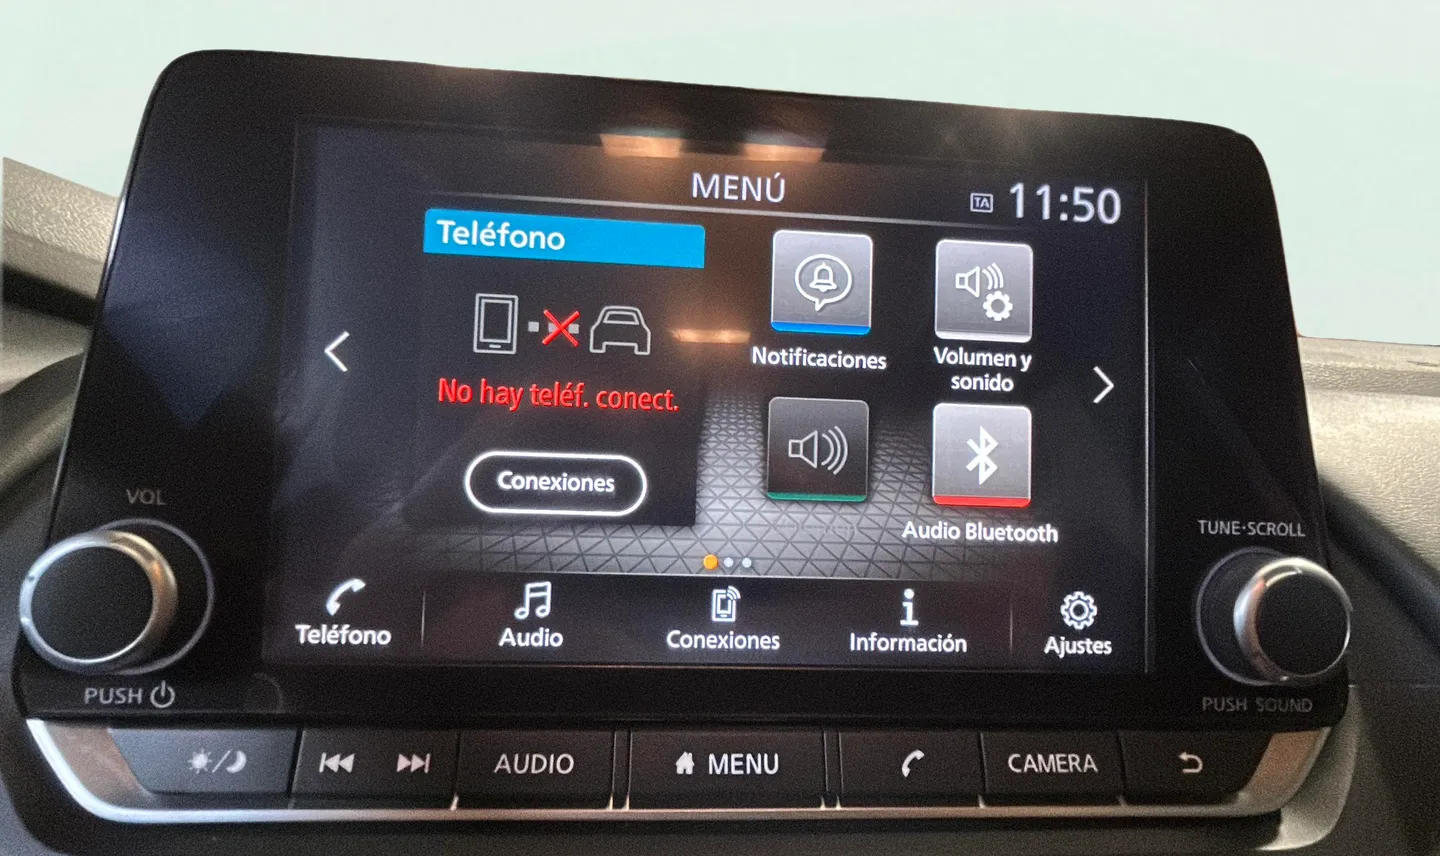 MENÚ
TA 11:50
Teléfono
No hay teléf. conect.
Conexiones
Notificaciones
Volumen y
sonido
Audio Bluetooth
VOL
PUSH
TUNE·SCROLL
PUSH SOUND
Teléfono
Audio
Conexiones
Información
Ajustes
AUDIO
MENU
CAMERA